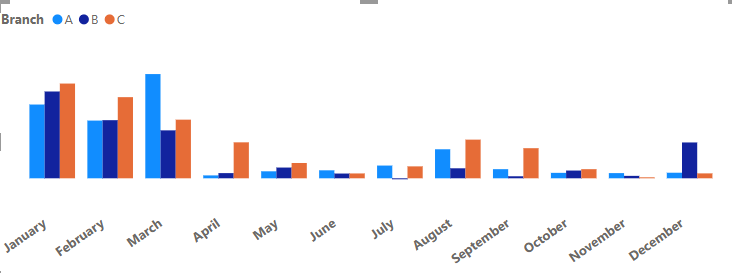 Branch A B C
January
February
March
April
May
June
July
August
September
October
November
December